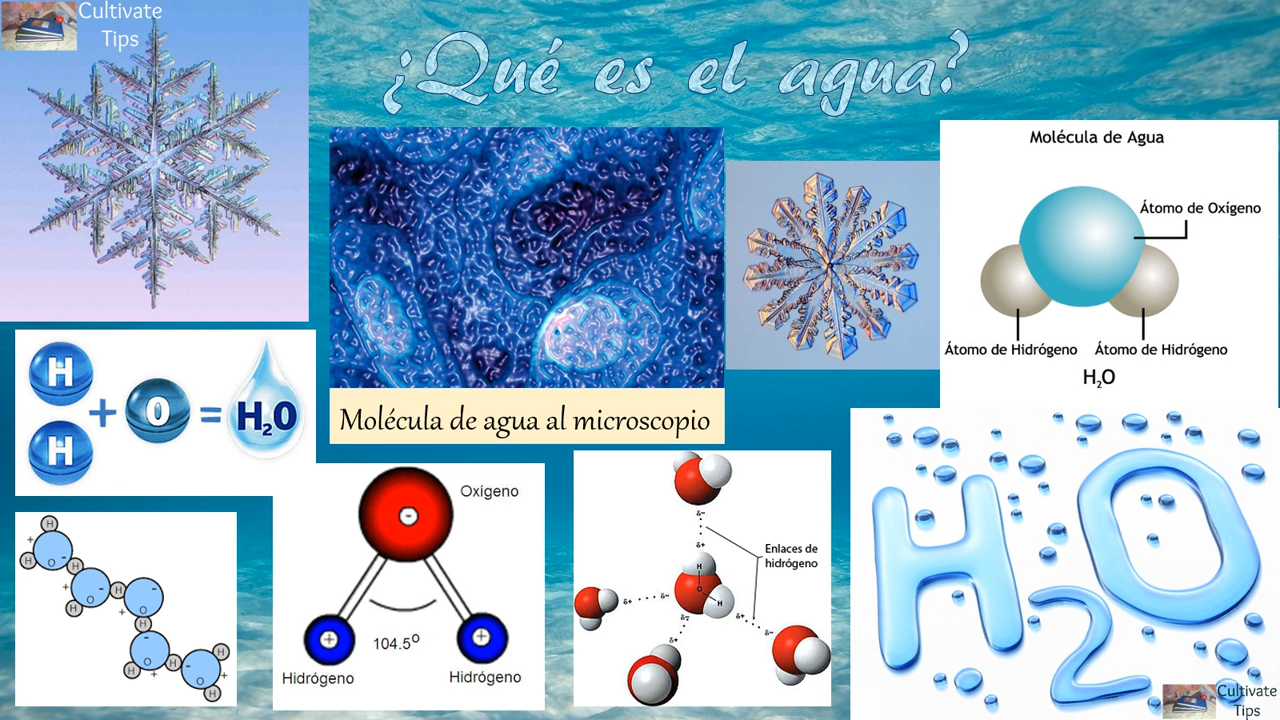 Cultivate
Tips
¿Qué es el agua?
Molécula de Agua
Átomo de Oxígeno
Átomo de Hidrógeno
Átomo de Hidrógeno
H₂O
Molécula de agua al microscopio
H
H
+
O
=
H₂O
H
+
H
O
-
H
+
O
-
H
H
O
-
+
H
-
O
H
H
+
-
O
H
+
H
Oxígeno
-
+
+
104.5º
Hidrógeno
Hidrógeno
δ-
δ+
Enlaces de
hidrógeno
H
O
H
δ+
δ-
δ-
δ+
δ+
δ-
H₂O
Cultivate
Tips